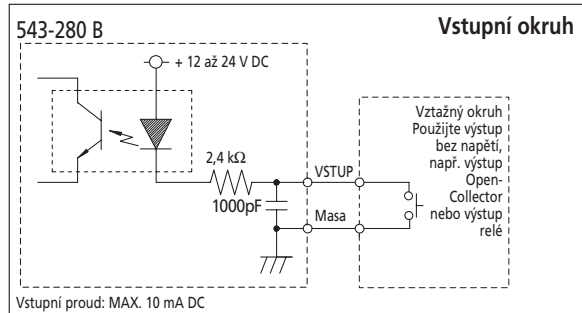 543-280 B
Vstupní okruh
+ 12 až 24 V DC
2,4 kΩ
1000pF
VSTUP
Masa
Vztažný okruh
Použijte výstup
bez napětí,
např. výstup
Open-
Collector
nebo výstup
relé
Vstupní proud: MAX. 10 mA DC